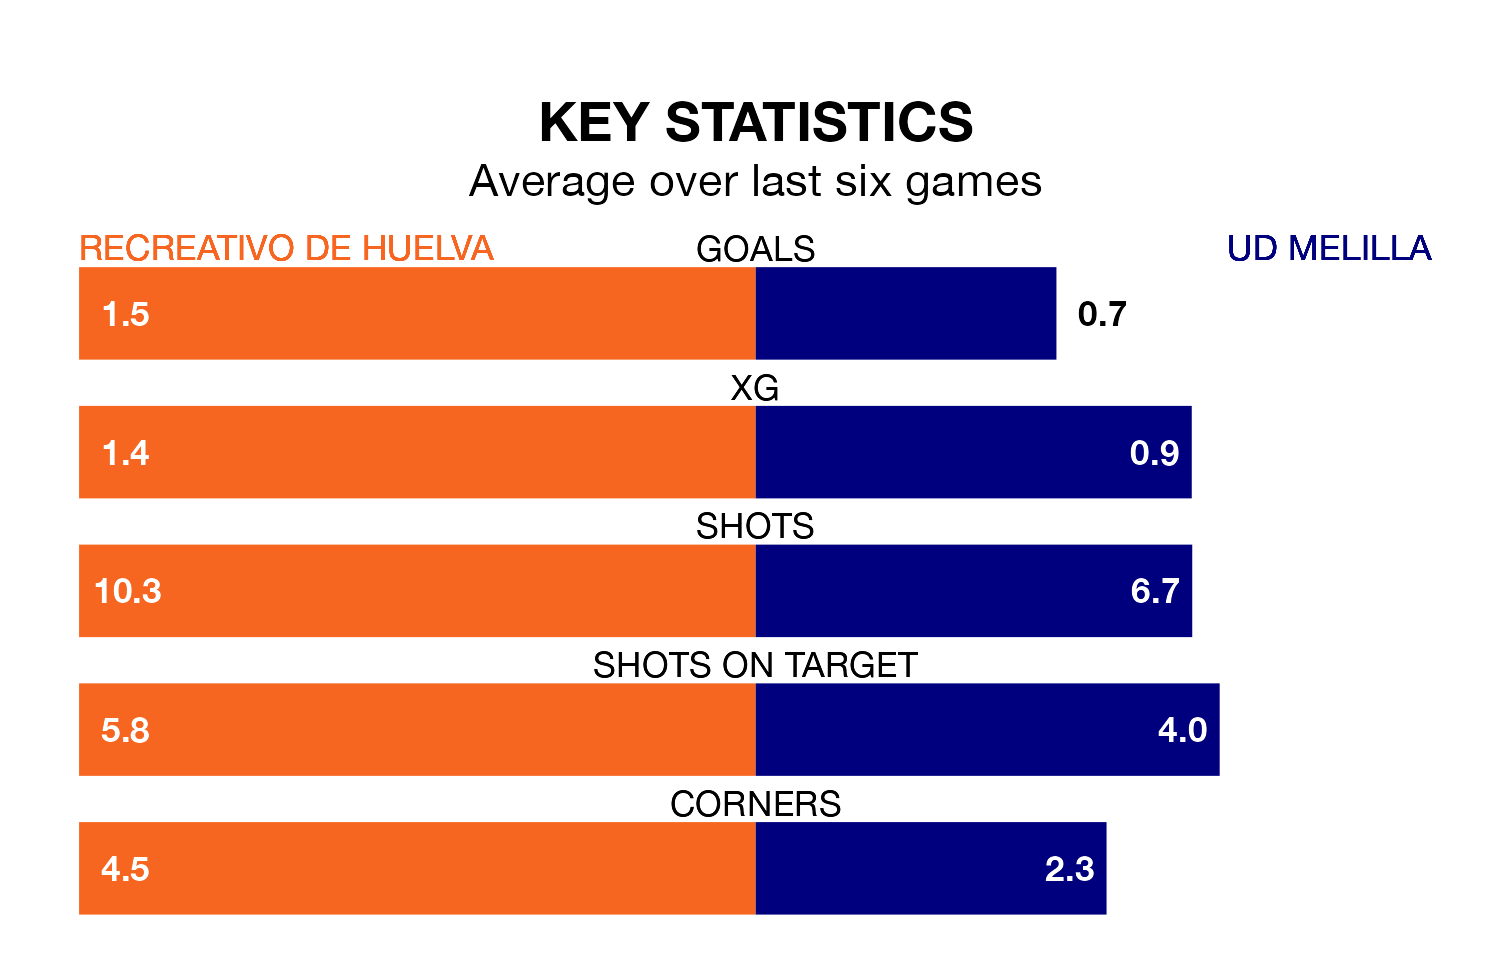 KEY STATISTICS
Average over last six games
RECREATIVO DE HUELVA GOALS UD MELILLA
1.5 0.7
XG
1.4 0.9
SHOTS
10.3 6.7
SHOTS ON TARGET
5.8 4.0
CORNERS
4.5 2.3